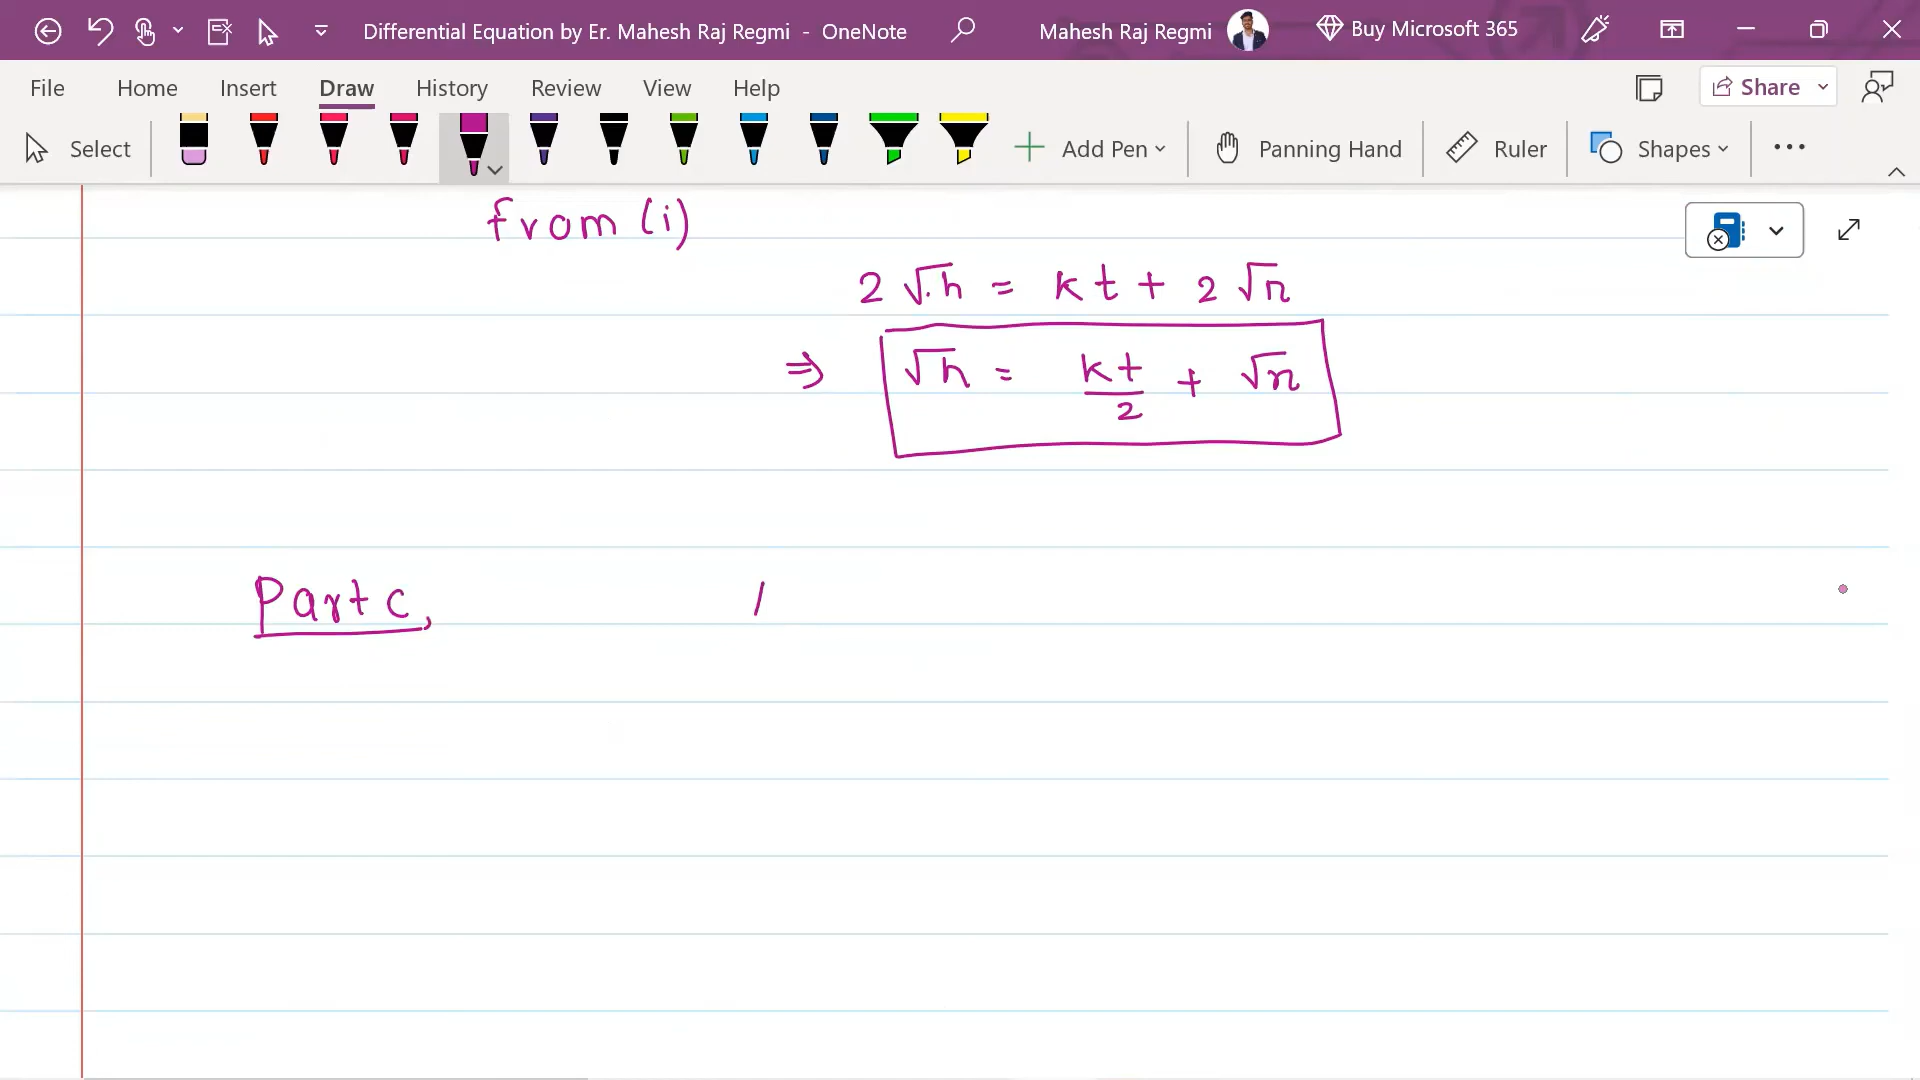 Differential Equation by Er. Mahesh Raj Regmi - OneNote
Mahesh Raj Regmi
Buy Microsoft 365
File Home Insert Draw History Review View Help
Share
Select
Add Pen
Panning Hand
Ruler
Shapes
from (i)
2 √h = kt + 2 √n
⇒ √h = kt/2 + √n
Part c,